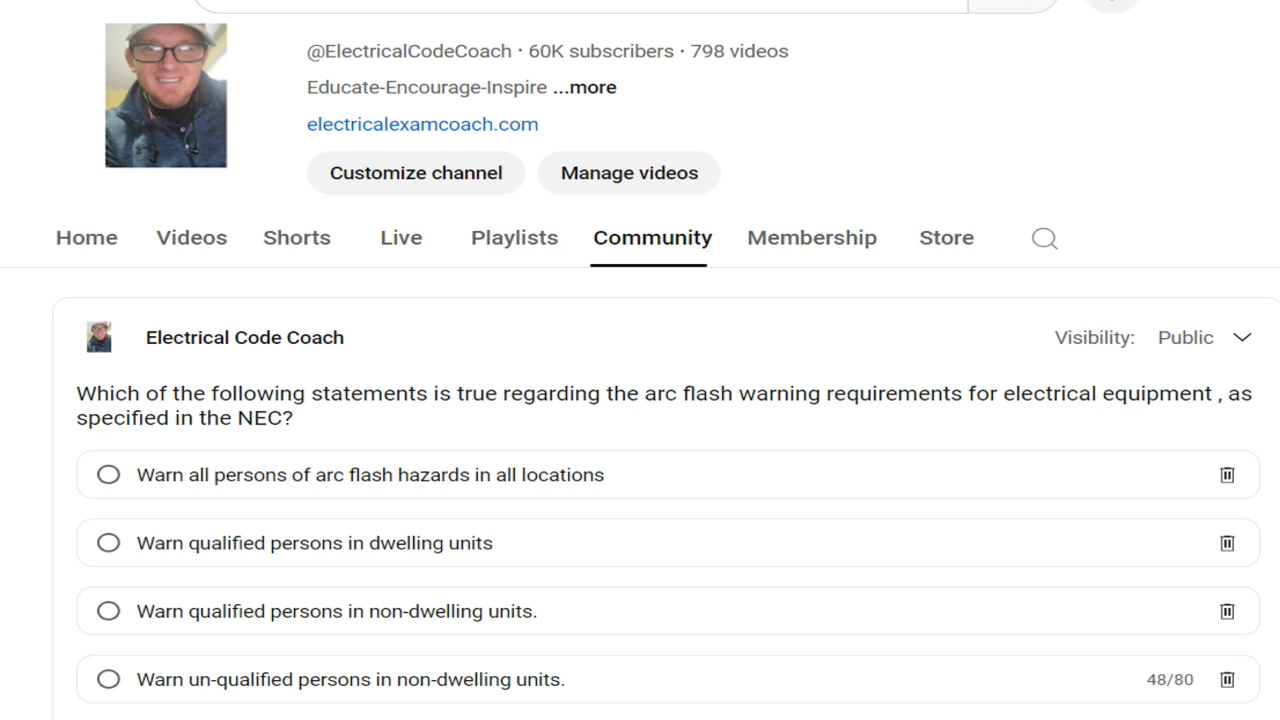 @ElectricalCodeCoach · 60K subscribers · 798 videos
Educate-Encourage-Inspire ...more
electricalexamcoach.com
Customize channel Manage videos
Home Videos Shorts Live Playlists Community Membership Store
Electrical Code Coach Visibility: Public
Which of the following statements is true regarding the arc flash warning requirements for electrical equipment , as
specified in the NEC?
Warn all persons of arc flash hazards in all locations
Warn qualified persons in dwelling units
Warn qualified persons in non-dwelling units.
Warn un-qualified persons in non-dwelling units. 48/80